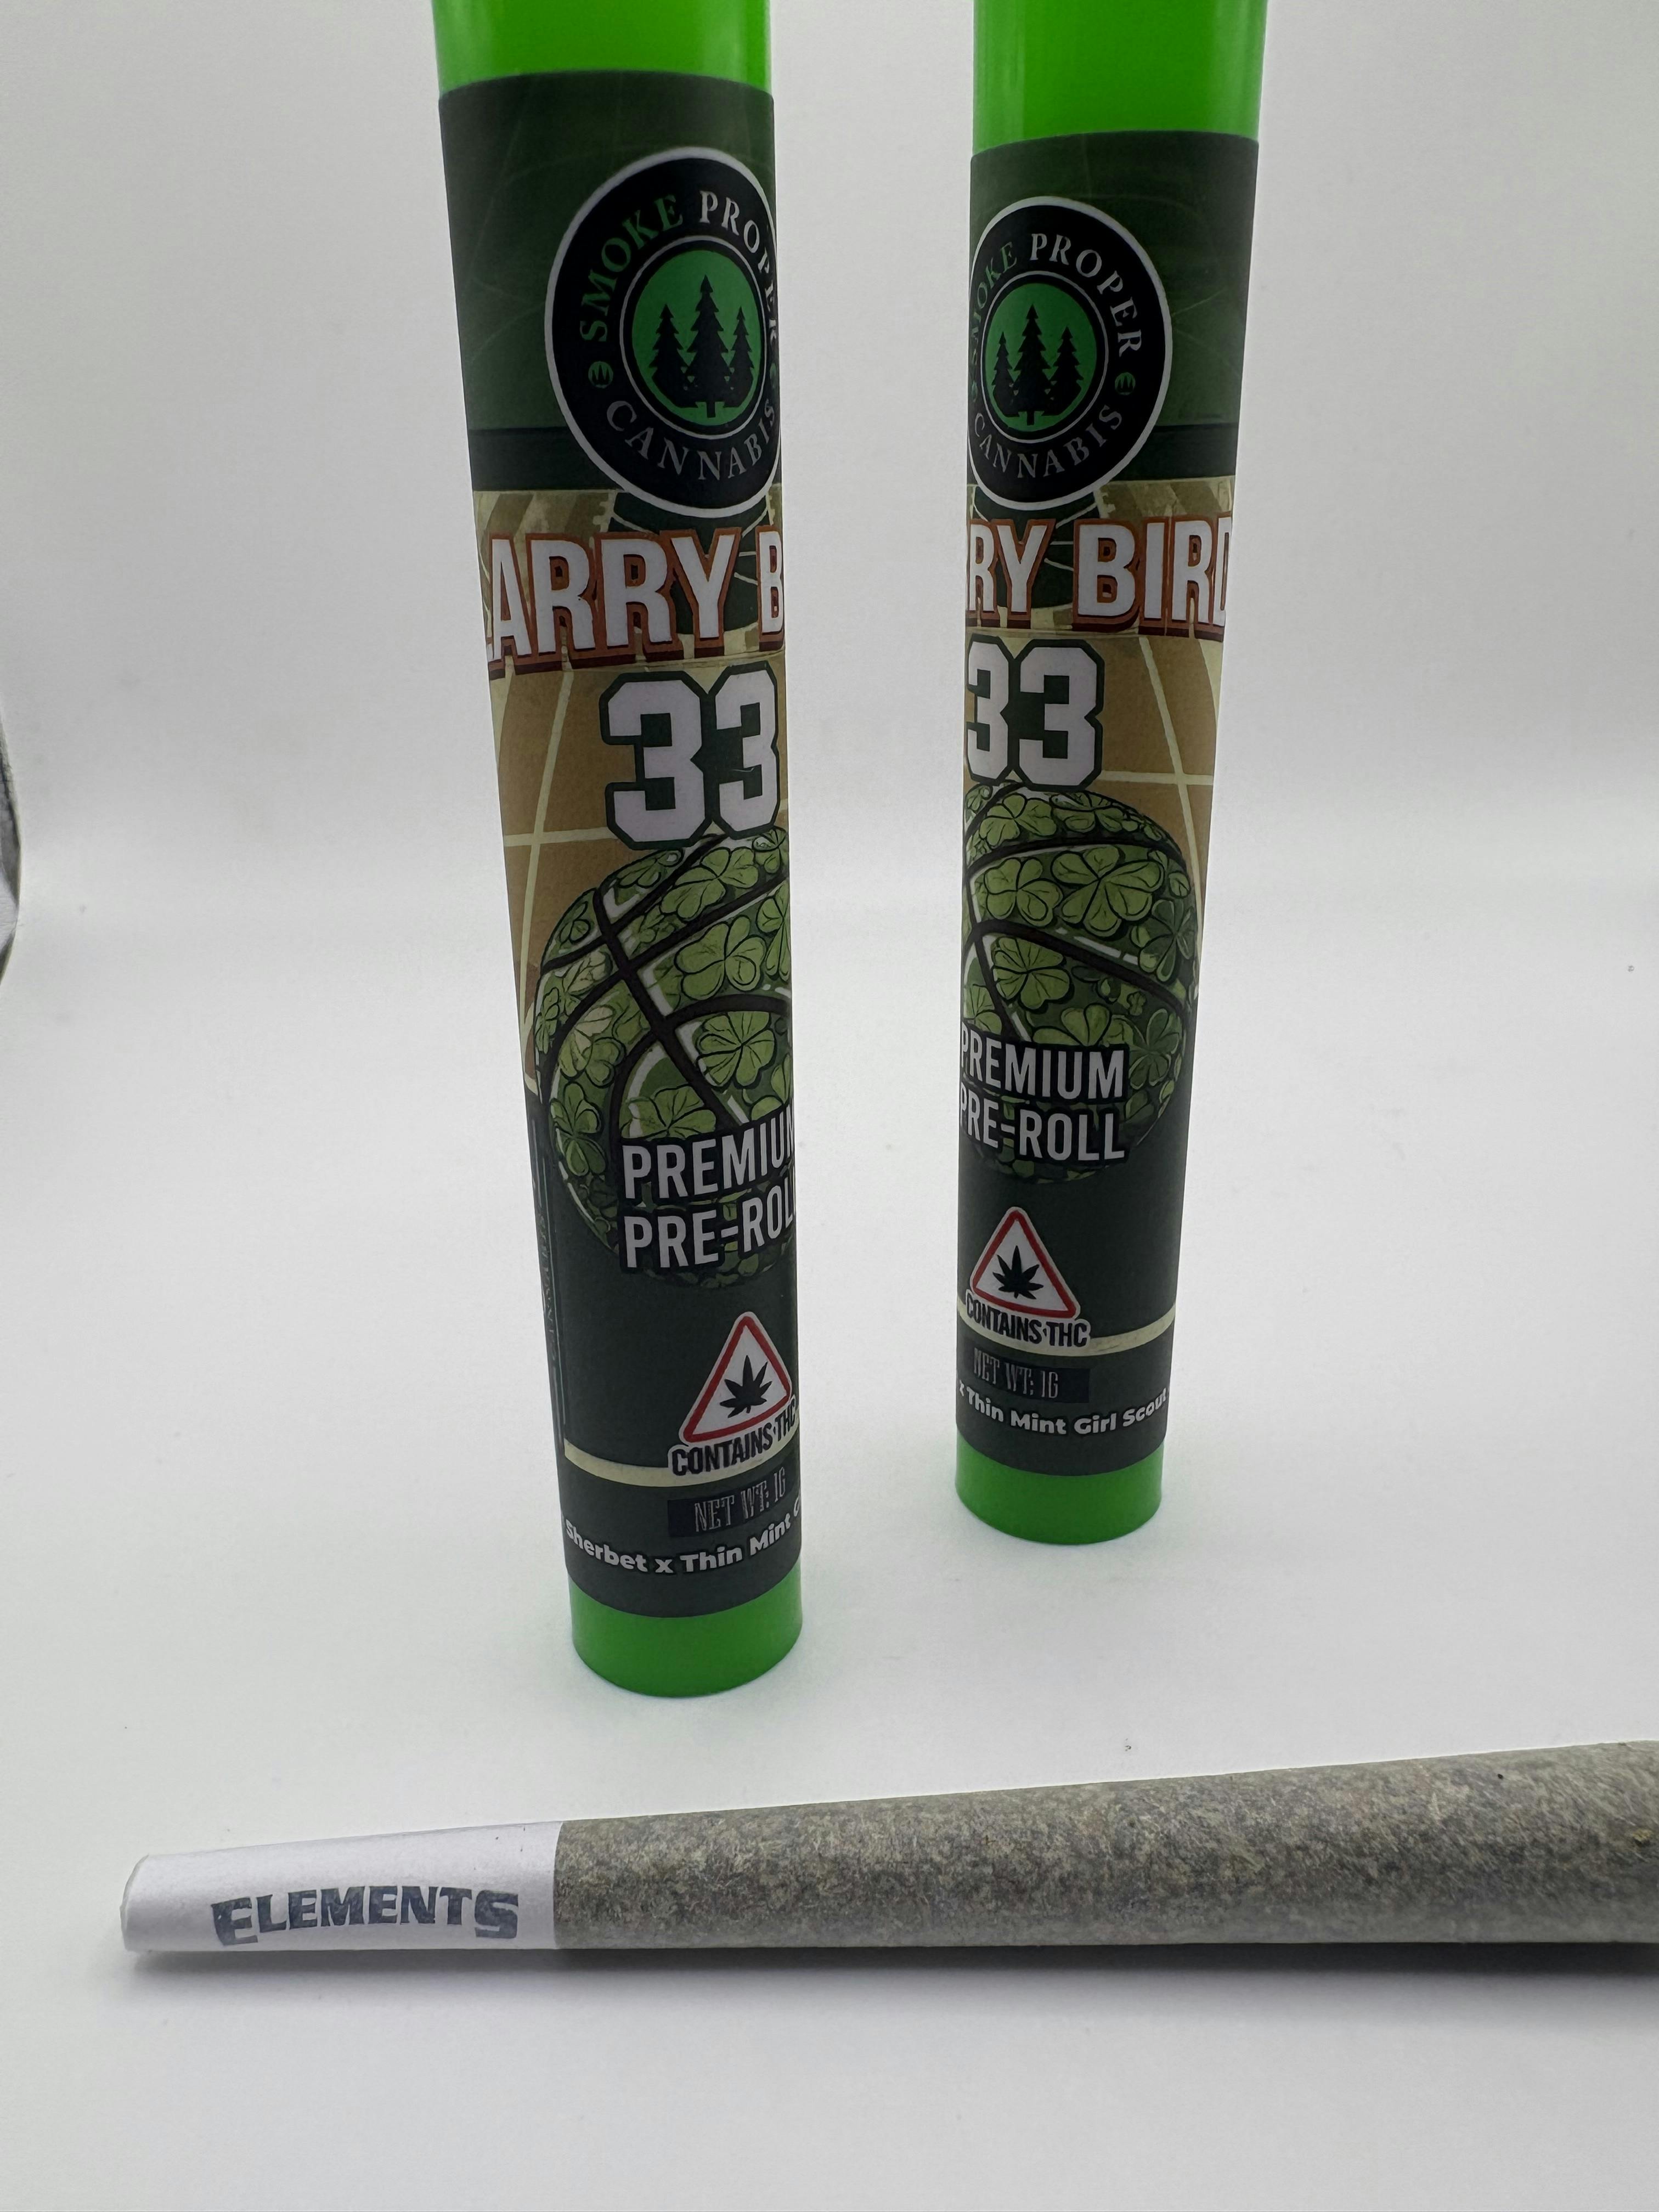 SMOKE PROPER
CANNABIS
LARRY B
33
PREMIUM
PRE-ROLL
CONTAINS THC
NET WT: 1G
Sherbet x Thin Mint G
SMOKE PROPER
CANNABIS
RY BIRD
33
PREMIUM
PRE-ROLL
CONTAINS THC
NET WT: 1G
x Thin Mint Girl Scout
ELEMENTS